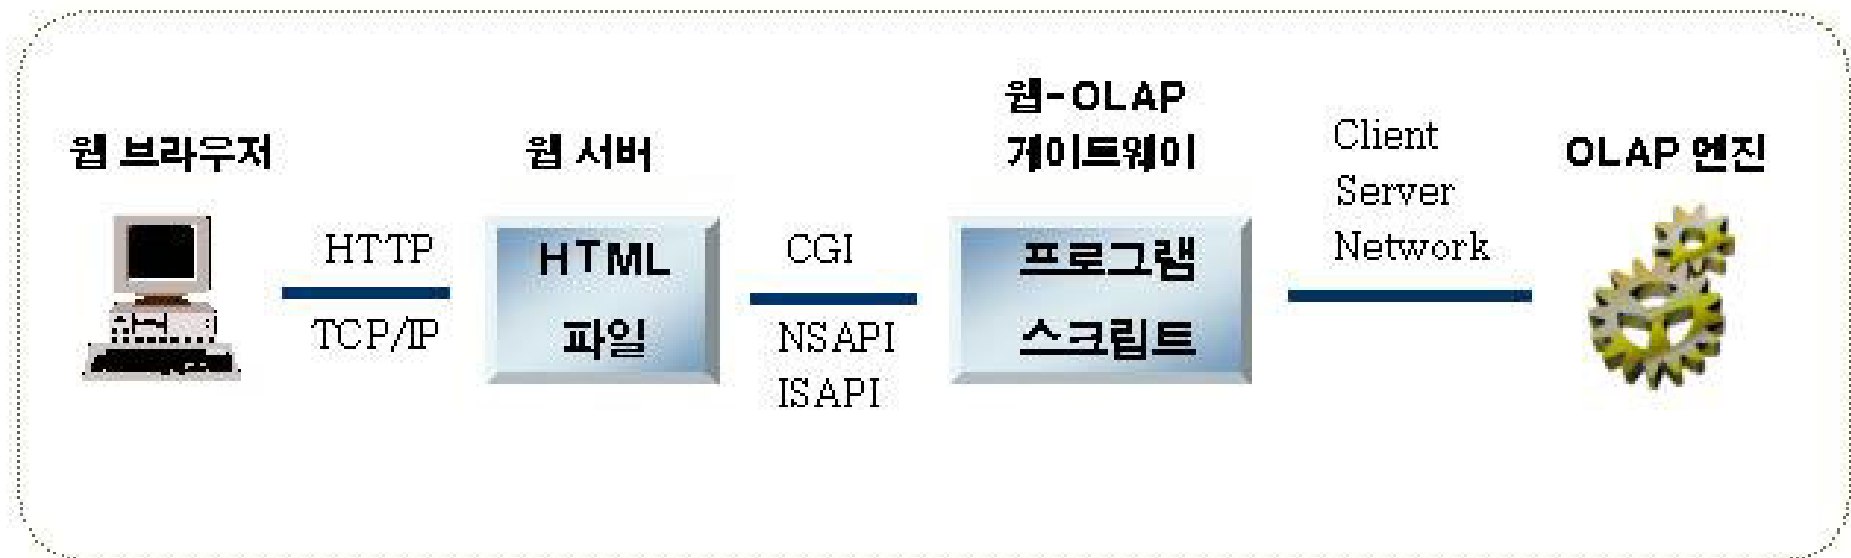 웹 브라우저
HTTP
TCP/IP
웹 서버
HTML
파일
CGI
NSAPI
ISAPI
웹-OLAP
게이트웨이
프로그램
스크립트
Client
Server
Network
OLAP 엔진